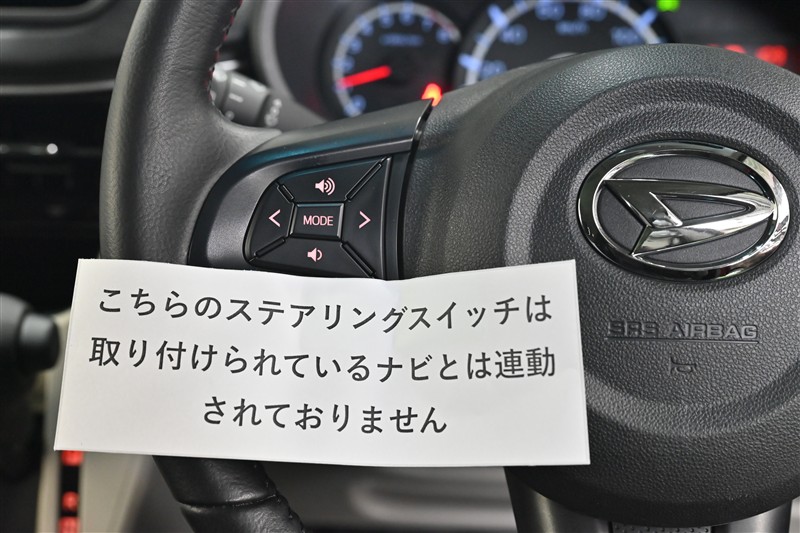 MODE
SRS AIRBAG
こちらのステアリングスイッチは
取り付けられているナビとは連動
されておりません